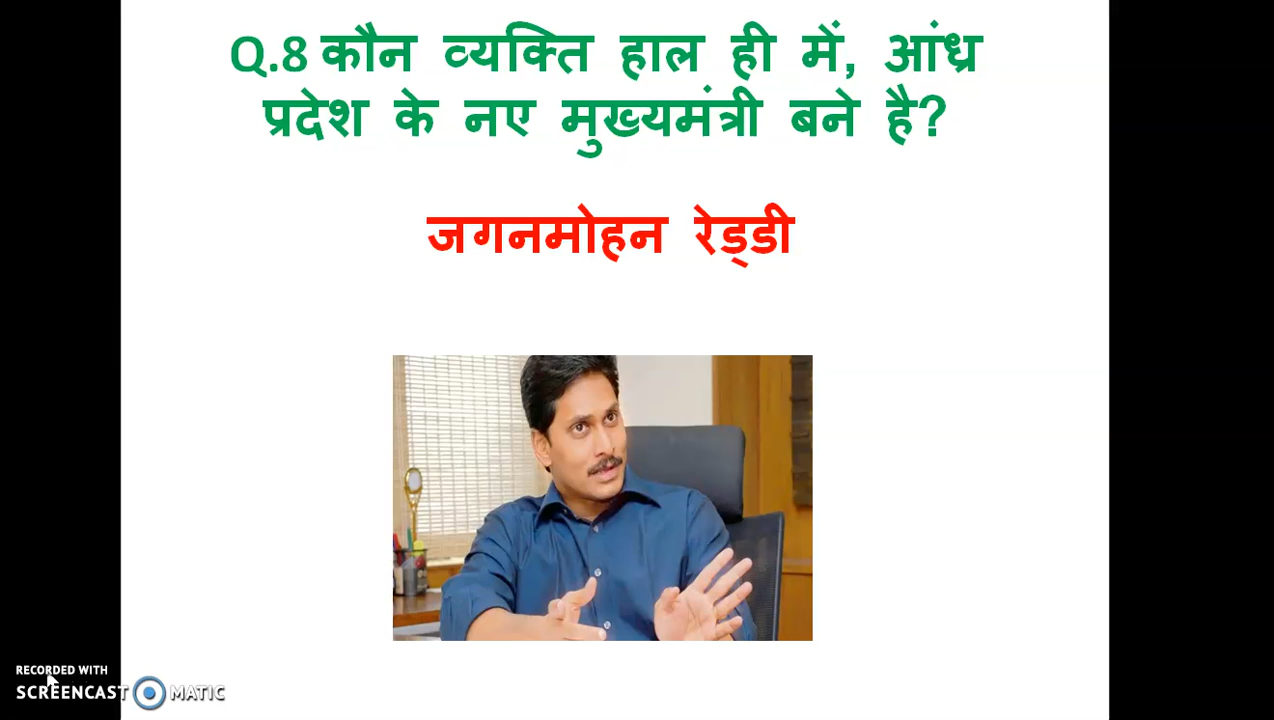 Q.8 कौन व्यक्ति हाल ही में, आंध्र
प्रदेश के नए मुख्यमंत्री बने है?
जगनमोहन रेड्डी
RECORDED WITH
SCREENCAST MATIC